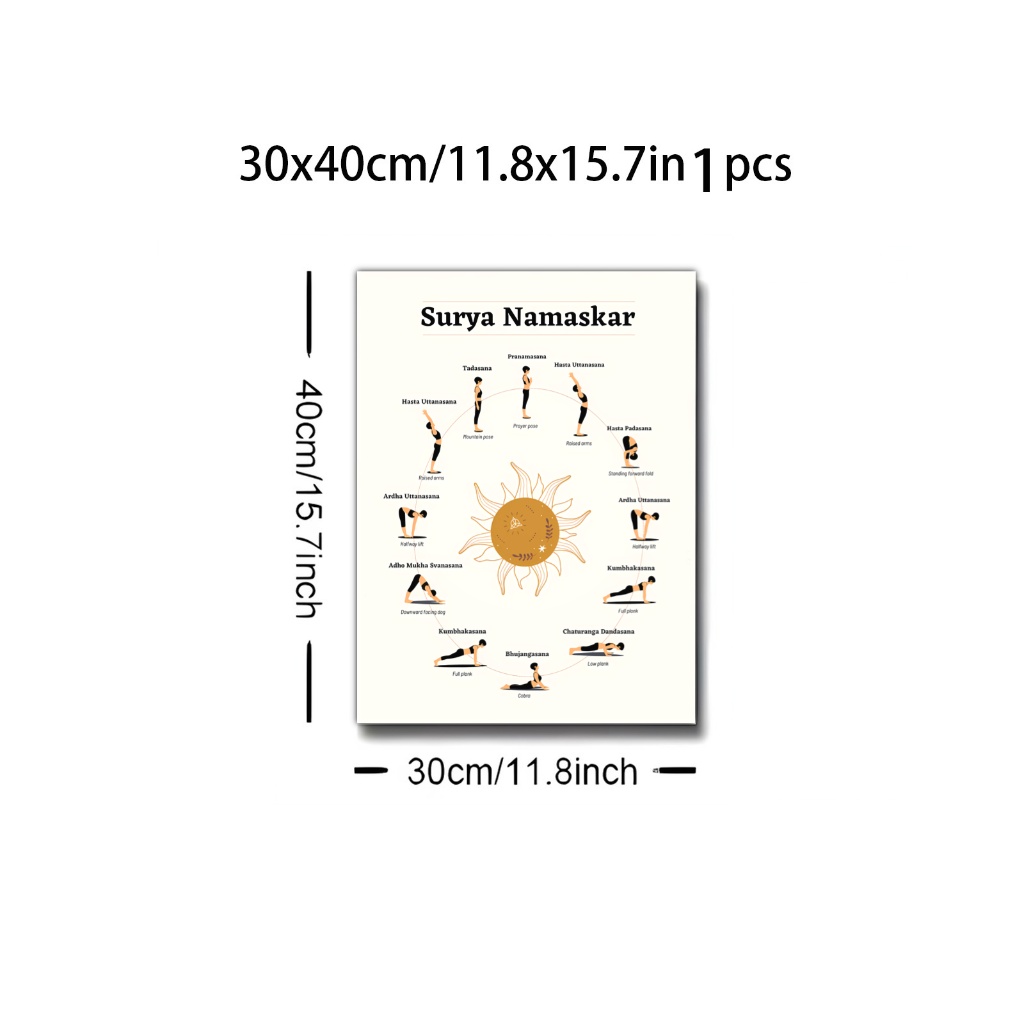 30x40cm/11.8x15.7in 1 pcs
40cm/15.7inch
Surya Namaskar
Pranamasana
Prayer pose
Hasta Uttanasana
Raised arms
Hasta Padasana
Standing forward fold
Ardha Uttanasana
Halfway lift
Kumbhakasana
Full plank
Chaturanga Dandasana
Low plank
Bhujangasana
Cobra
Kumbhakasana
Full plank
Adho Mukha Svanasana
Downward facing dog
Ardha Uttanasana
Halfway lift
Hasta Uttanasana
Raised arms
Tadasana
Mountain pose
30cm/11.8inch